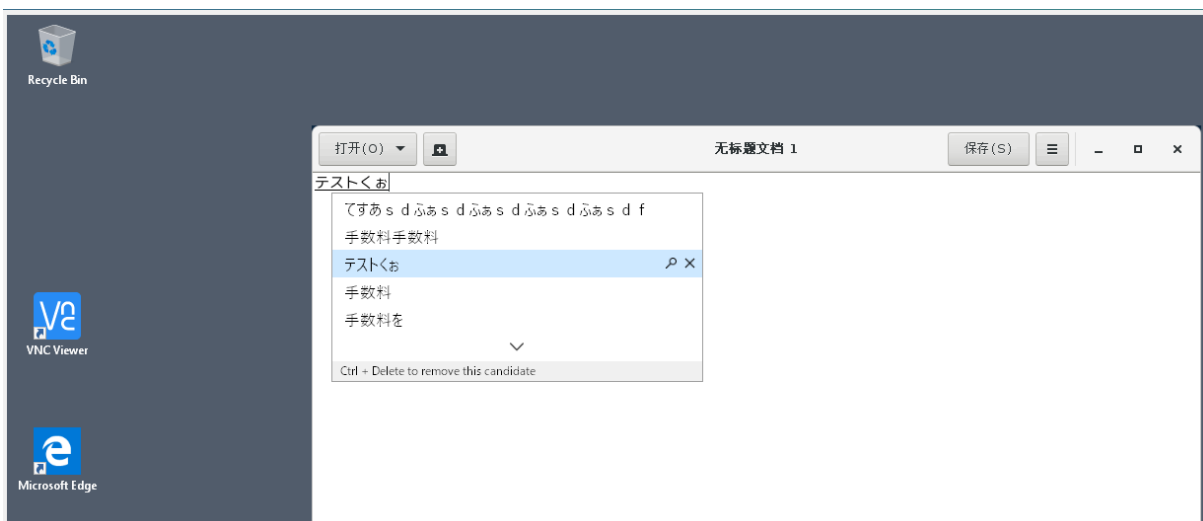 Recycle Bin
打开(O)
无标题文档 1
保存(S)
テストくぉ
てすあｓｄふぁｓｄふぁｓｄふぁｓｄふぁｓｄｆ
手数料手数料
テストくぉ
手数料
手数料を
Ctrl + Delete to remove this candidate
VNC Viewer
Microsoft Edge